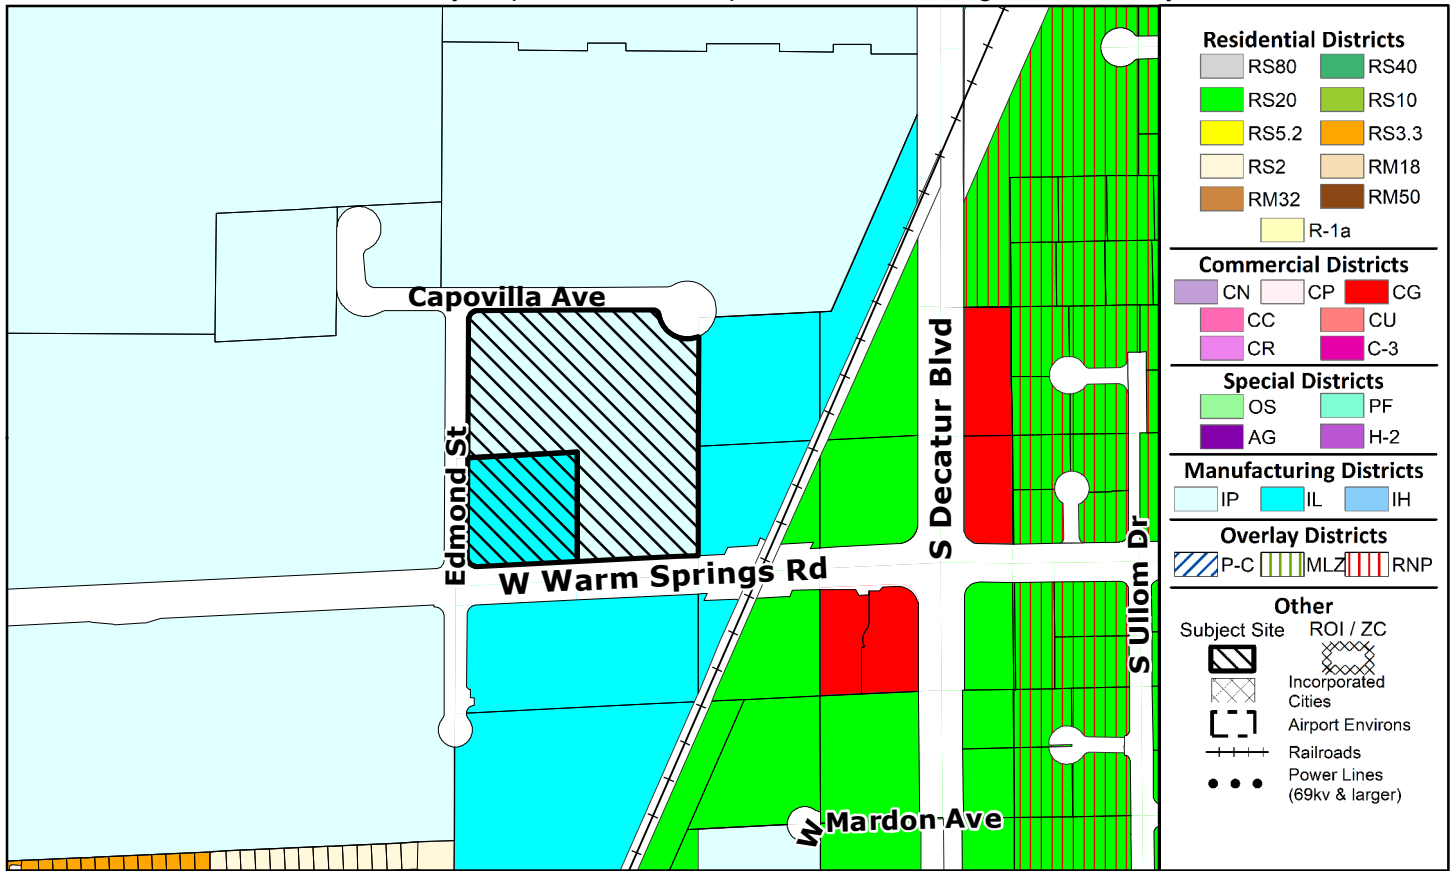 Capovilla Ave
Edmond St
S Decatur Blvd
W Warm Springs Rd
S Ullom Dr
W Mardon Ave
Residential Districts
RS80 RS40
RS20 RS10
RS5.2 RS3.3
RS2 RM18
RM32 RM50
R-1a
Commercial Districts
CN CP CG
CC CU
CR C-3
Special Districts
OS PF
AG H-2
Manufacturing Districts
IP IL IH
Overlay Districts
P-C MLZ RNP
Other
Subject Site ROI / ZC
Incorporated
Cities
Airport Environs
Railroads
Power Lines
(69kv & larger)